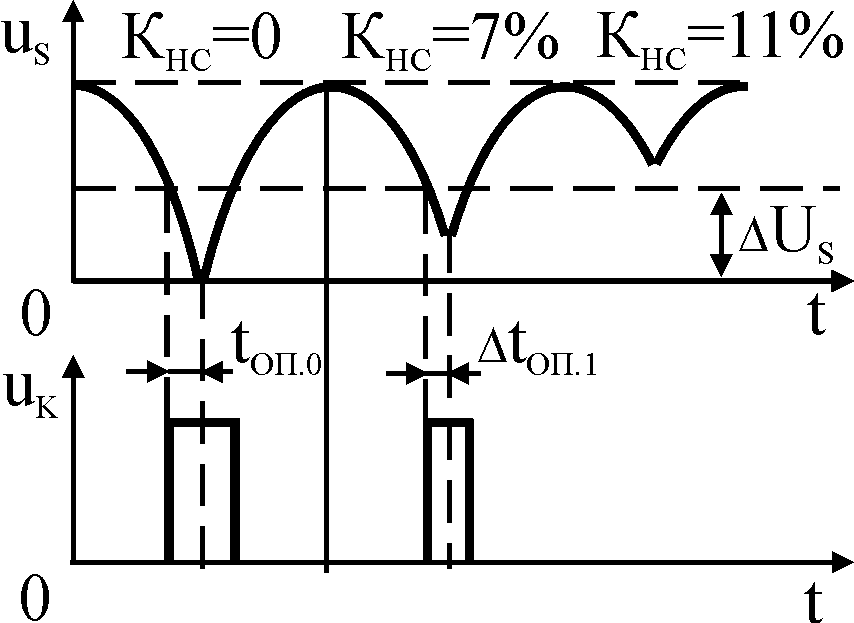 u_S K_НС=0 K_НС=7% K_НС=11%
ΔU_S
0 t
t_ОП.0 Δt_ОП.1
u_K
0 t